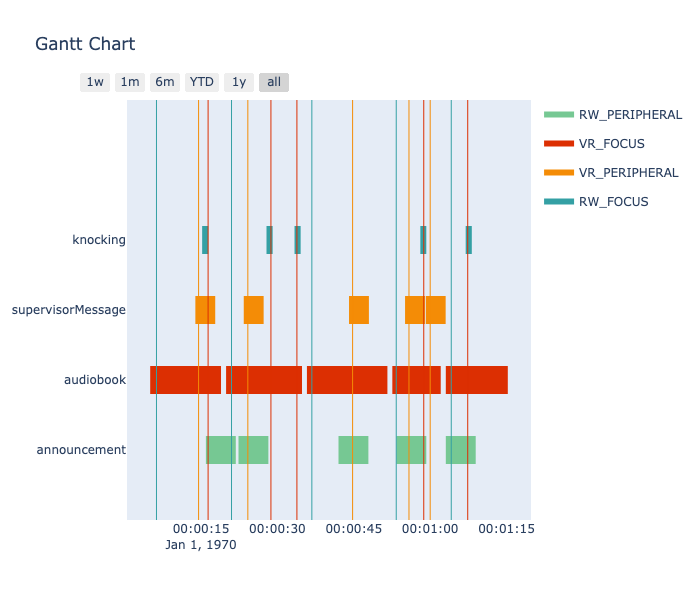 Gantt Chart
1w 1m 6m YTD 1y all
RW_PERIPHERAL
VR_FOCUS
VR_PERIPHERAL
RW_FOCUS
knocking
supervisorMessage
audiobook
announcement
00:00:15 00:00:30 00:00:45 00:01:00 00:01:15
Jan 1, 1970